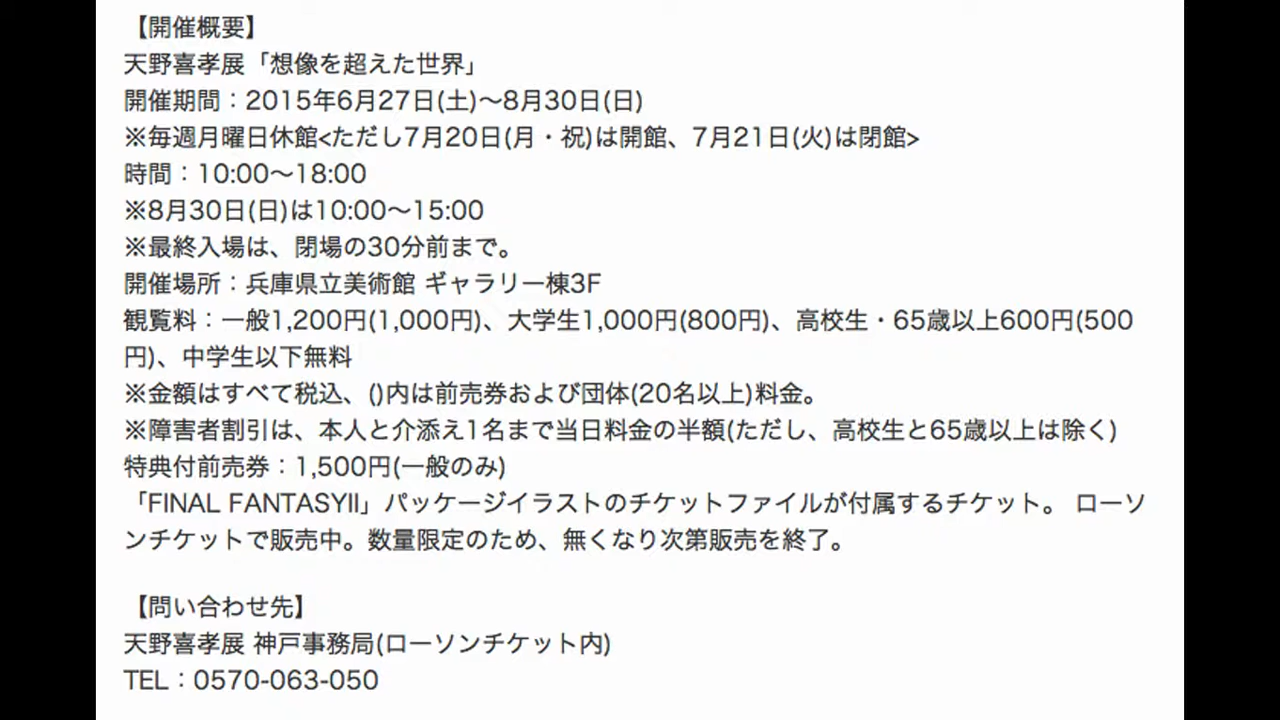 【開催概要】
天野喜孝展「想像を超えた世界」
開催期間：2015年6月27日(土)〜8月30日(日)
※毎週月曜日休館<ただし7月20日(月・祝)は開館、7月21日(火)は閉館>
時間：10:00〜18:00
※8月30日(日)は10:00〜15:00
※最終入場は、閉場の30分前まで。
開催場所：兵庫県立美術館 ギャラリー棟3F
観覧料：一般1,200円(1,000円)、大学生1,000円(800円)、高校生・65歳以上600円(500
円)、中学生以下無料
※金額はすべて税込、()内は前売券および団体(20名以上)料金。
※障害者割引は、本人と介添え1名まで当日料金の半額(ただし、高校生と65歳以上は除く)
特典付前売券：1,500円(一般のみ)
「FINAL FANTASYII」パッケージイラストのチケットファイルが付属するチケット。 ローソ
ンチケットで販売中。数量限定のため、無くなり次第販売を終了。
【問い合わせ先】
天野喜孝展 神戸事務局(ローソンチケット内)
TEL：0570-063-050